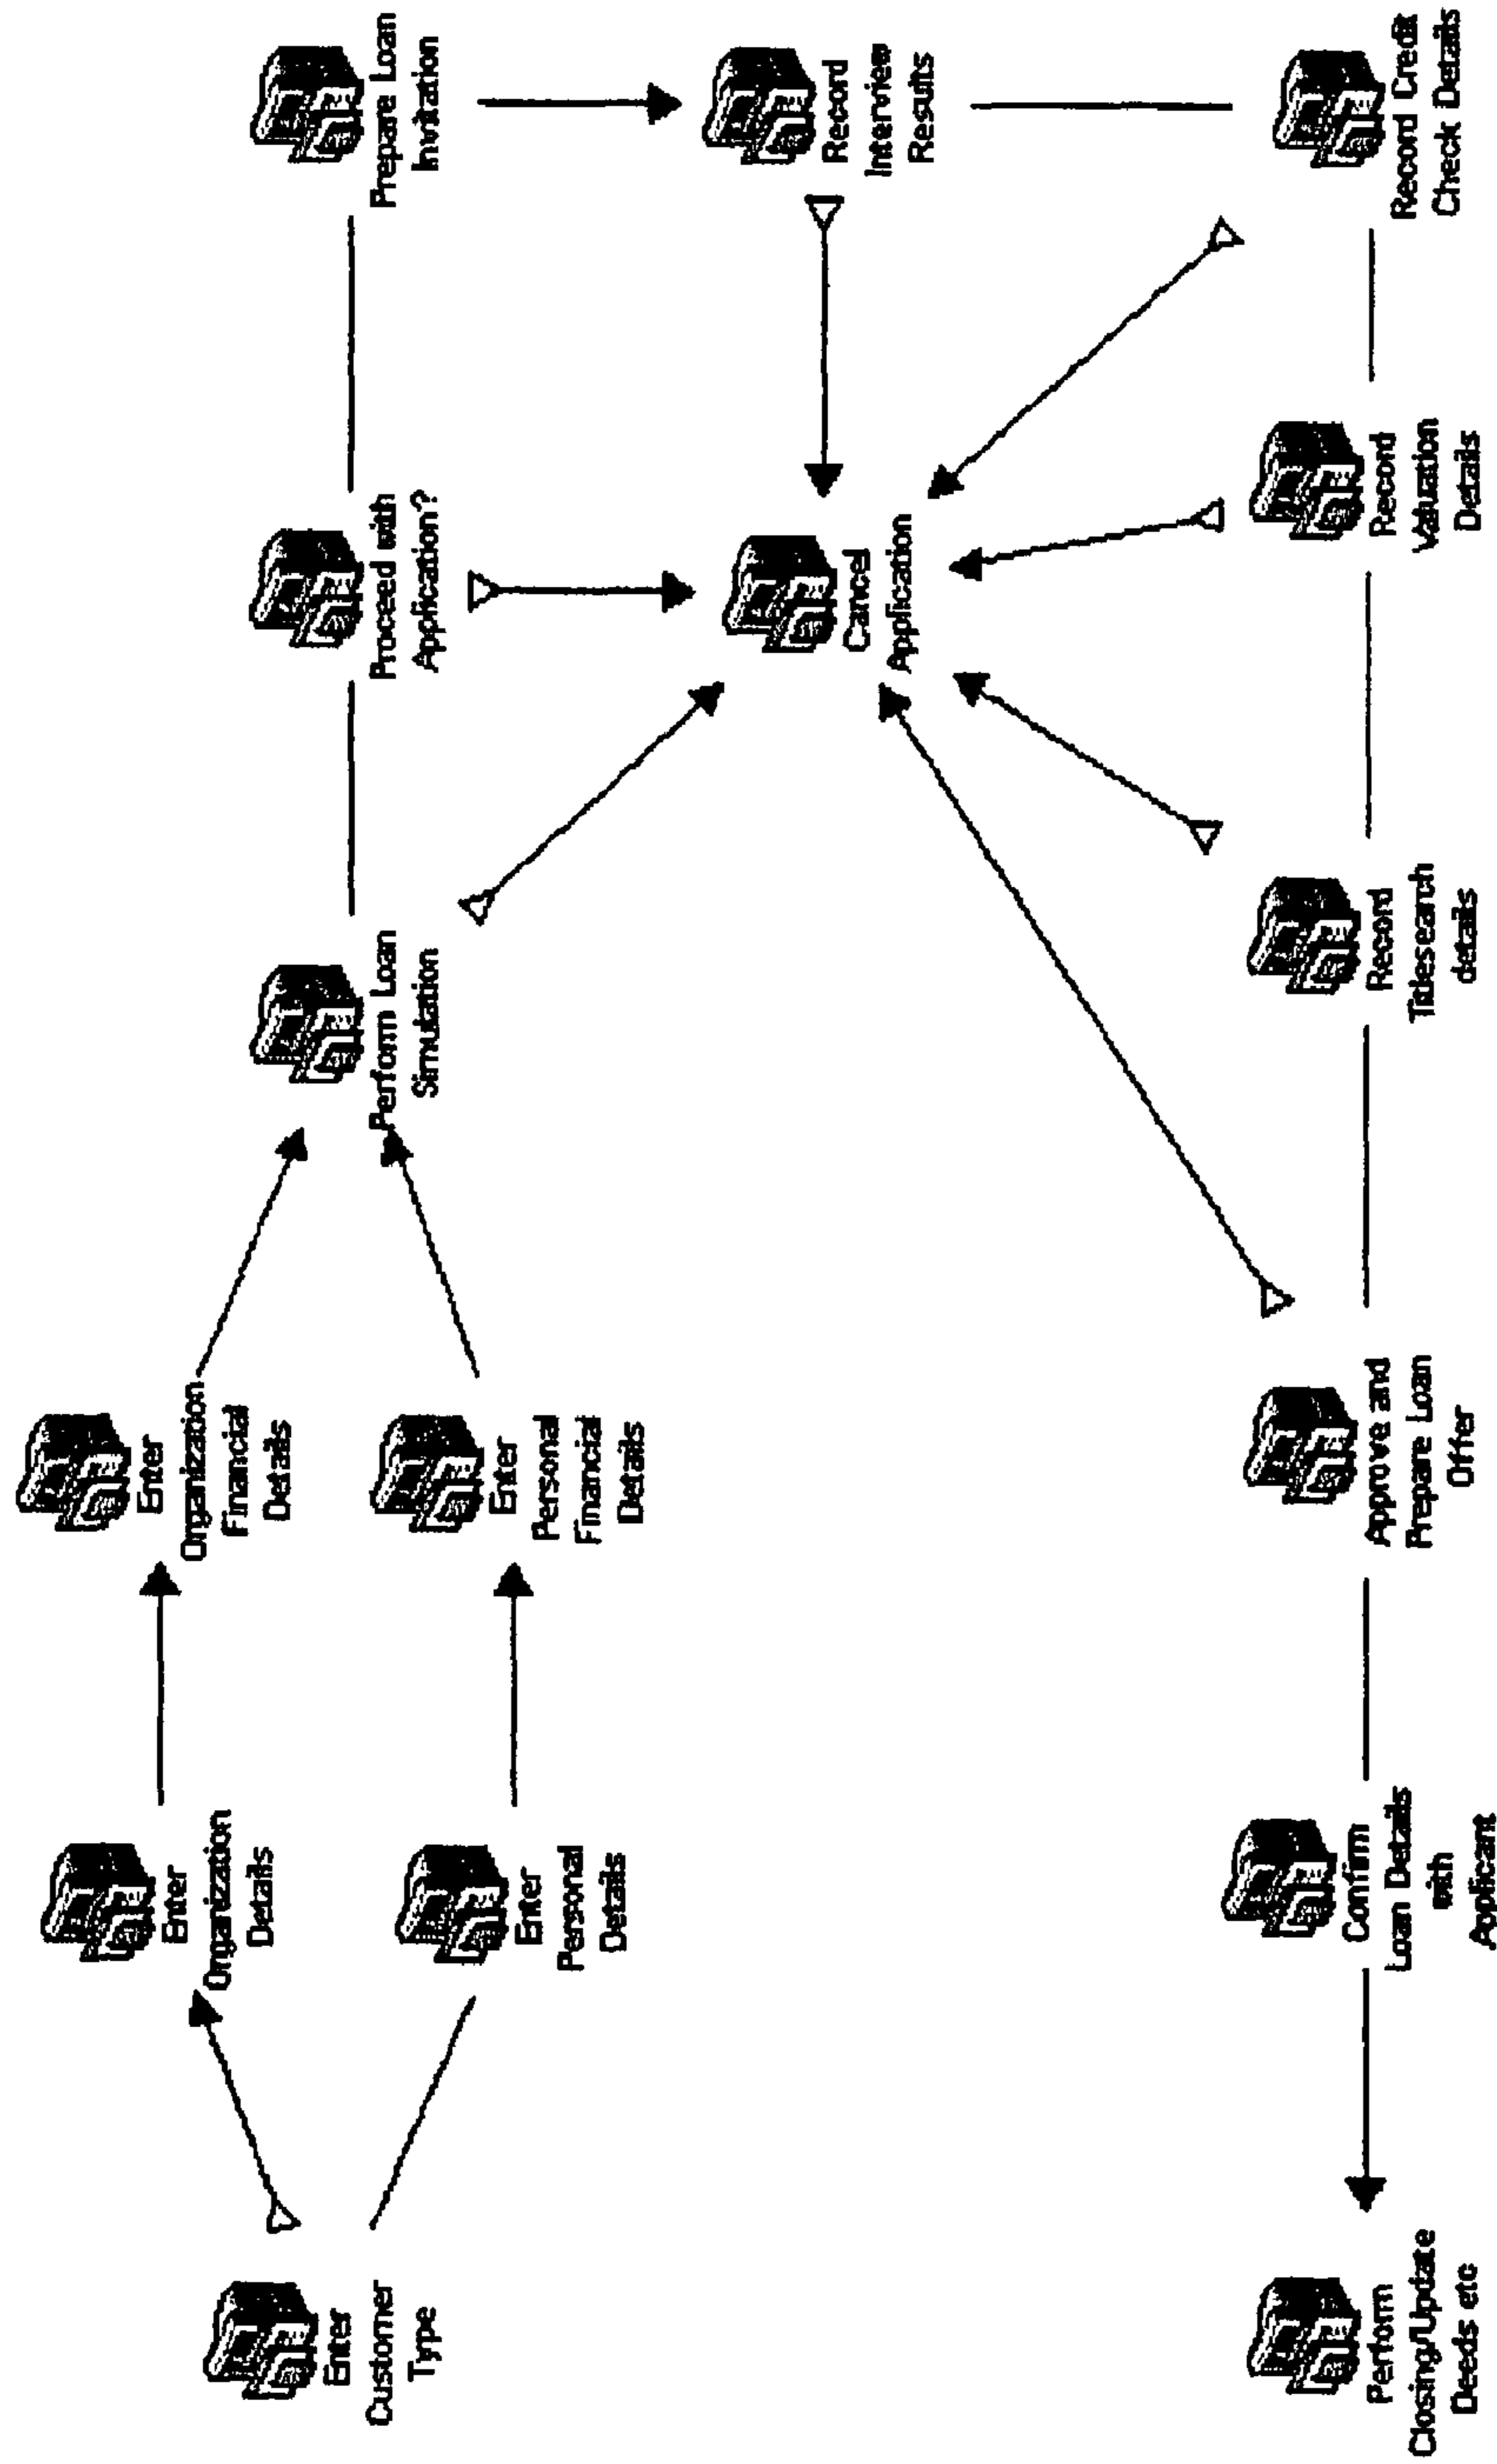 Enter
Customer
Type
Enter
Organization
Details
Enter
Organization
Financial
Details
Enter
Personal
Details
Enter
Personal
Financial
Details
Perform Loan
Simulation
Proceed with
Application?
Prepare Loan
Invitation
Cancel
Application
Record
Interview
Results
Perform
Closing/Update
Deeds etc
Confirm
Loan Details
with
Applicant
Approve and
Prepare Loan
Offer
Record
Titlesearch
details
Record
Valuation
Details
Record Credit
Check Details